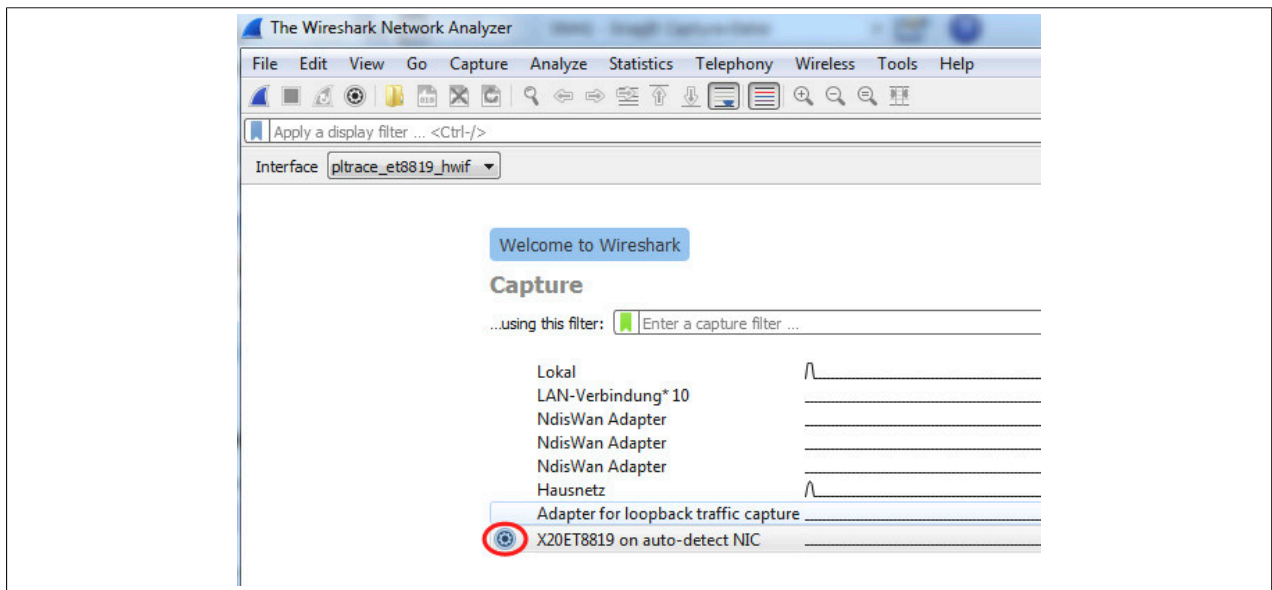 The Wireshark Network Analyzer
File Edit View Go Capture Analyze Statistics Telephony Wireless Tools Help
Apply a display filter ... <Ctrl-/>
Interface pltrace_et8819_hwif
Welcome to Wireshark
Capture
...using this filter: Enter a capture filter ...
Lokal
LAN-Verbindung* 10
NdisWan Adapter
NdisWan Adapter
NdisWan Adapter
Hausnetz
Adapter for loopback traffic capture
X20ET8819 on auto-detect NIC